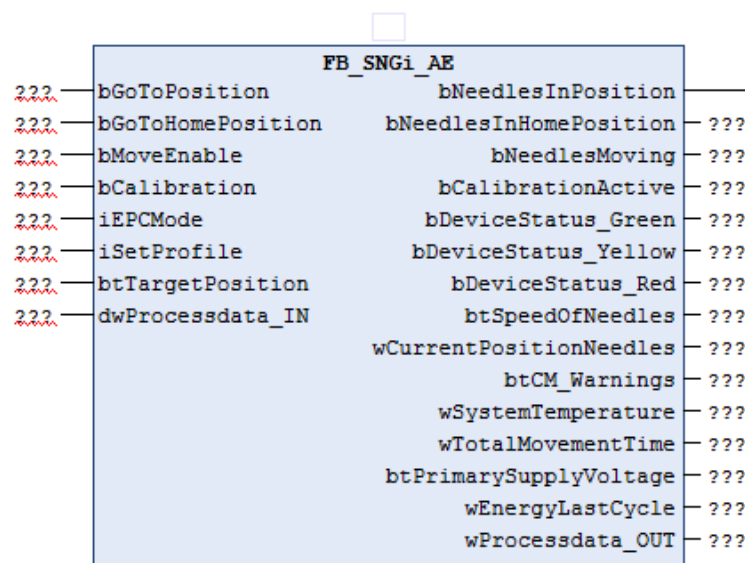 FB_SNGi_AE
??? bGoToPosition bNeedlesInPosition
??? bGoToHomePosition bNeedlesInHomePosition ???
??? bMoveEnable bNeedlesMoving ???
??? bCalibration bCalibrationActive ???
??? iEPCMode bDeviceStatus_Green ???
??? iSetProfile bDeviceStatus_Yellow ???
??? btTargetPosition bDeviceStatus_Red ???
??? dwProcessdata_IN btSpeedOfNeedles ???
wCurrentPositionNeedles ???
btCM_Warnings ???
wSystemTemperature ???
wTotalMovementTime ???
btPrimarySupplyVoltage ???
wEnergyLastCycle ???
wProcessdata_OUT ???